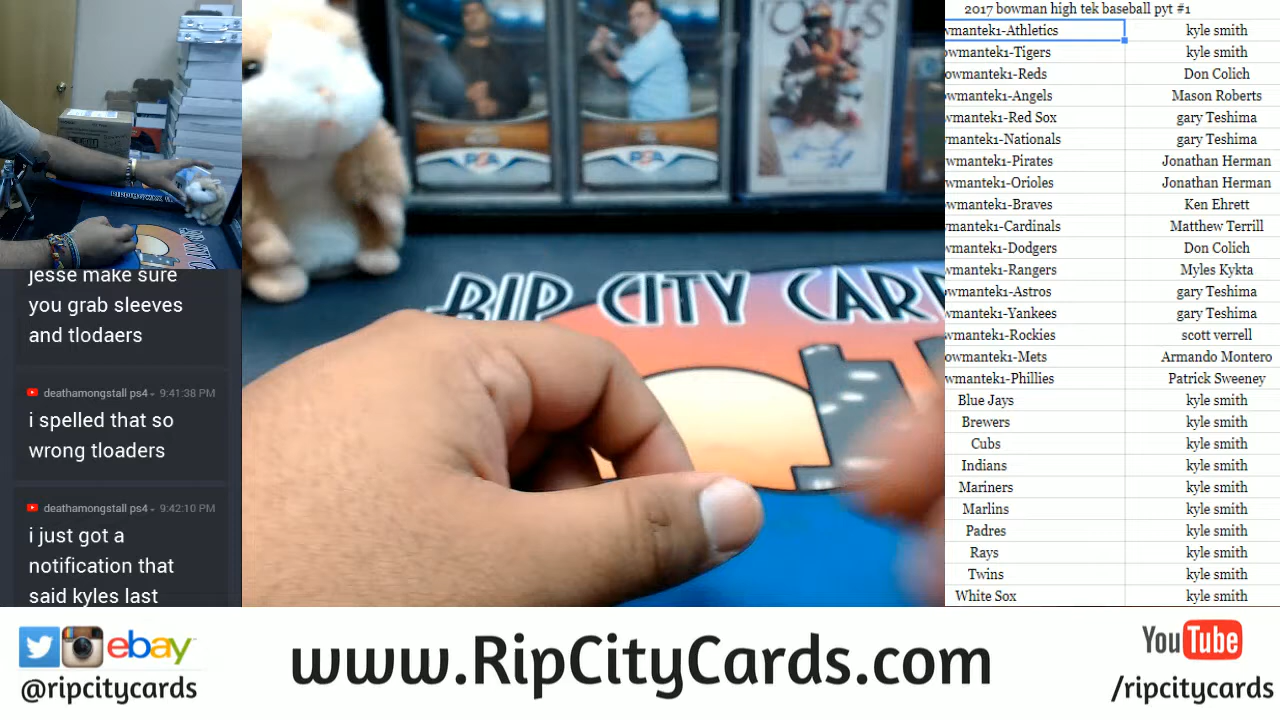 2017 bowman high tek baseball pyt #1
wmantek1-Athletics kyle smith
wmantek1-Tigers kyle smith
owmantek1-Reds Don Colich
owmantek1-Angels Mason Roberts
owmantek1-Red Sox gary Teshima
wmantek1-Nationals gary Teshima
wmantek1-Pirates Jonathan Herman
wmantek1-Orioles Jonathan Herman
owmantek1-Braves Ken Ehrett
mantek1-Cardinals Matthew Terrill
wmantek1-Dodgers Don Colich
wmantek1-Rangers Myles Kykta
owmantek1-Astros gary Teshima
wmantek1-Yankees gary Teshima
wmantek1-Rockies scott verrell
owmantek1-Mets Armando Montero
wmantek1-Phillies Patrick Sweeney
Blue Jays kyle smith
Brewers kyle smith
Cubs kyle smith
Indians kyle smith
Mariners kyle smith
Marlins kyle smith
Padres kyle smith
Rays kyle smith
Twins kyle smith
White Sox kyle smith
jesse make sure
you grab sleeves
and tlodaers
deathamongstall ps4 9:41:38 PM
i spelled that so
wrong tloaders
deathamongstall ps4 9:42:10 PM
i just got a
notification that
said kyles last
RIP CITY CARD
ebay
@ripcitycards
www.RipCityCards.com
YouTube
/ripcitycards